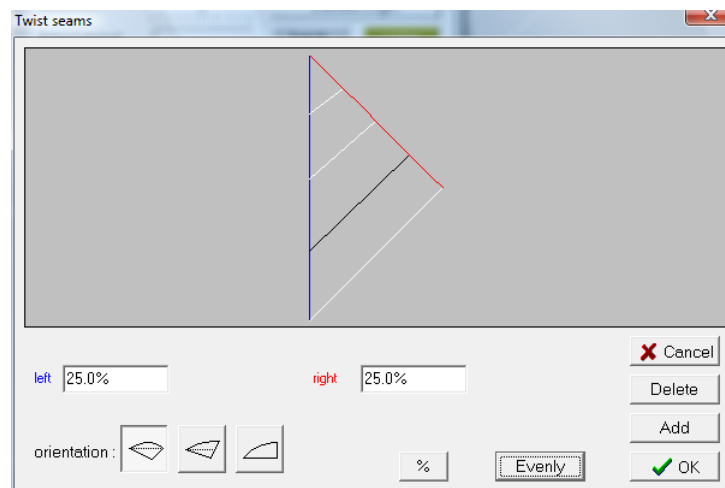 Twist seams
left 25.0% right 25.0%
Cancel
Delete
Add
orientation :
% Evenly OK